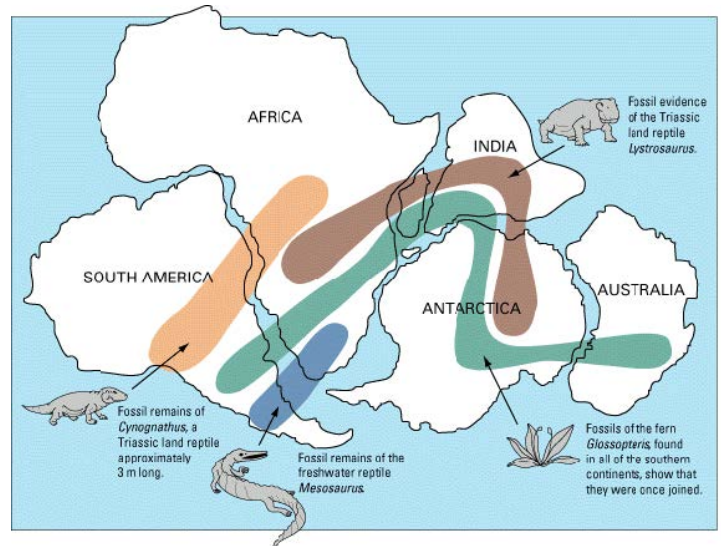 AFRICA
INDIA
Fossil evidence
of the Triassic
land reptile
Lystrosaurus.
SOUTH AMERICA
ANTARCTICA
AUSTRALIA
Fossil remains of
Cynognathus, a
Triassic land reptile
approximately
3 m long.
Fossil remains of the
freshwater reptile
Mesosaurus.
Fossils of the fern
Glossopteris, found
in all of the southern
continents, show that
they were once joined.